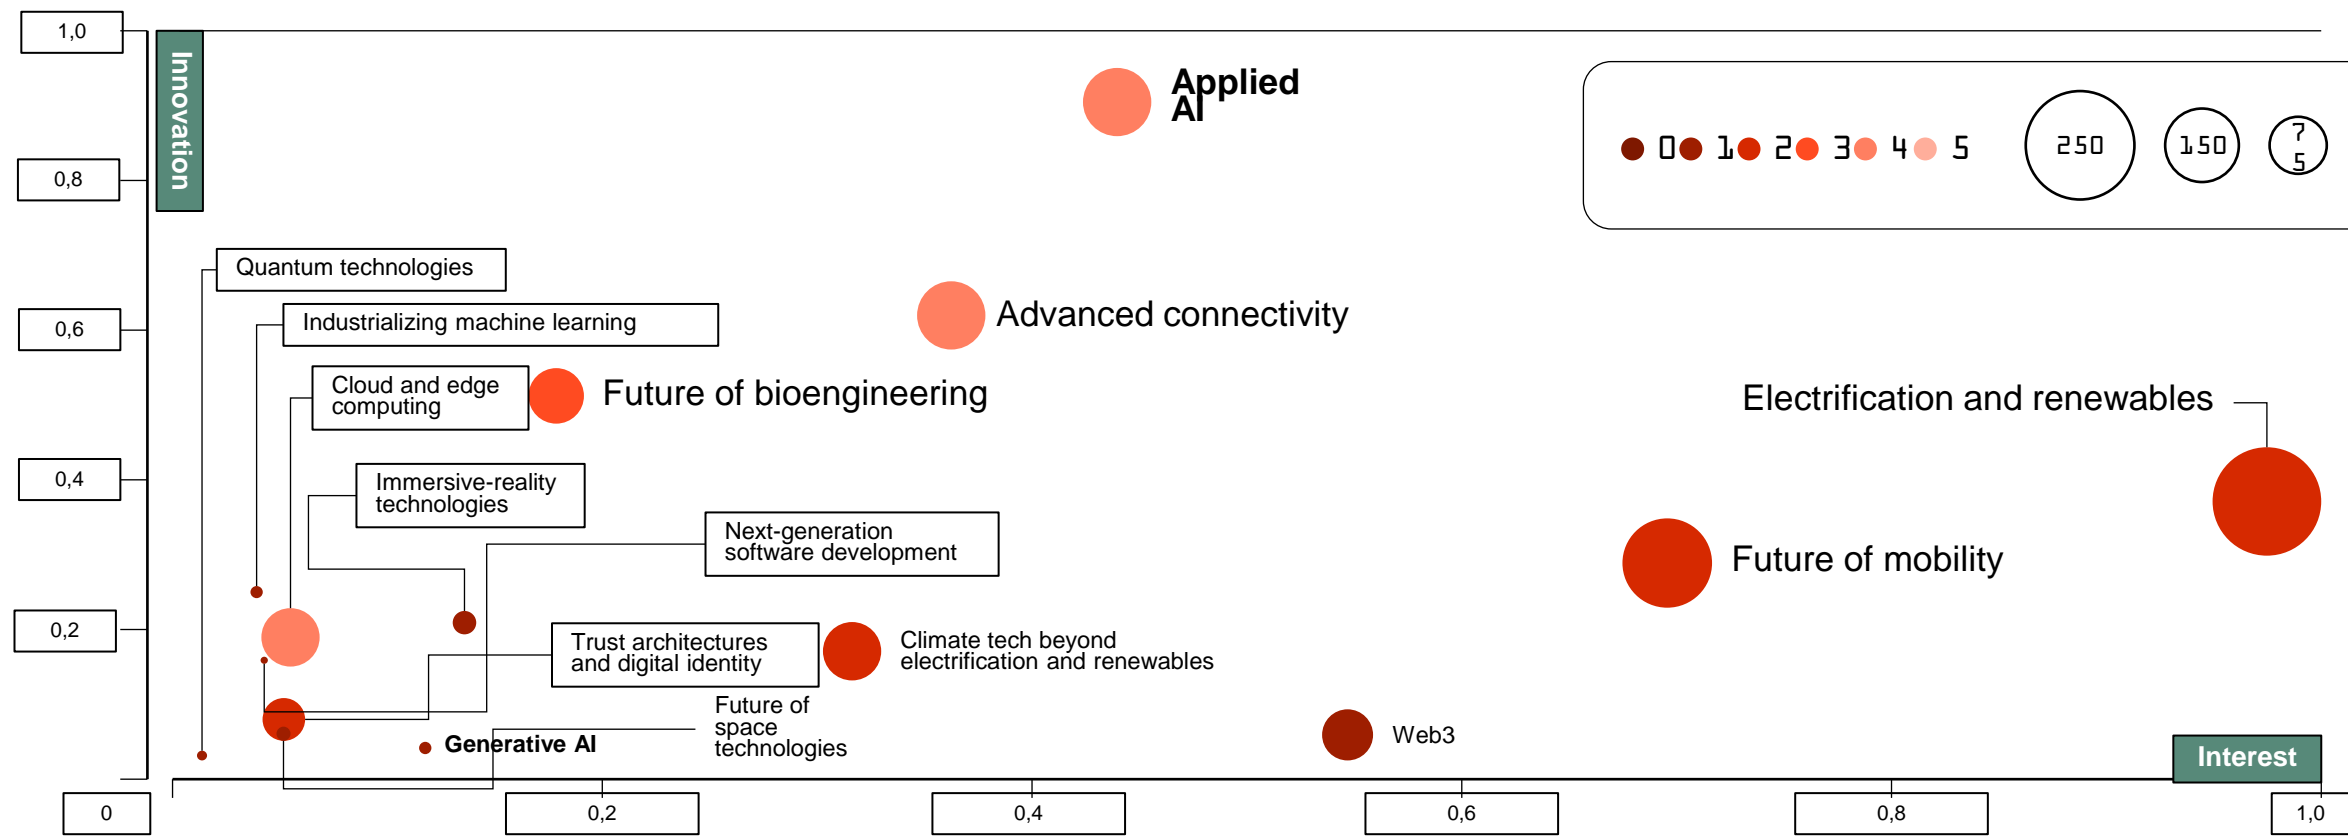 1,0
Innovation
Applied
AI
0 1 2 3 4 5
250
150
7
5
0,8
Quantum technologies
0,6
Industrializing machine learning
Advanced connectivity
Cloud and edge
computing
Future of bioengineering
Electrification and renewables
0,4
Immersive-reality
technologies
Next-generation
software development
Future of mobility
0,2
Trust architectures
and digital identity
Climate tech beyond
electrification and renewables
Future of
space
technologies
Generative AI
Web3
Interest
0
0,2
0,4
0,6
0,8
1,0